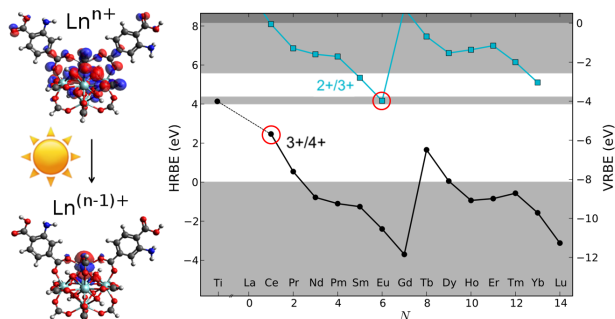 Ln^n+
Ln^(n-1)+
HRBE (eV)
8
6
4
2
0
−2
−4
2+/3+
3+/4+
Ti La Ce Pr Nd Pm Sm Eu Gd Tb Dy Ho Er Tm Yb Lu
0 2 4 6 8 10 12 14
N
0
−2
−4
−6
−8
−10
−12
VRBE (eV)